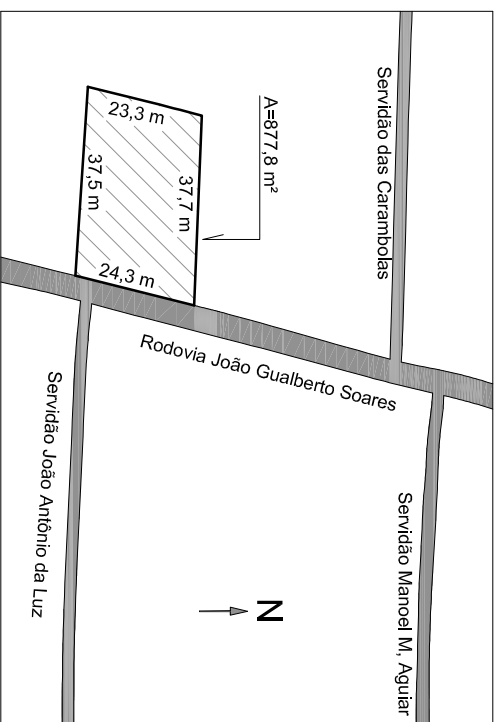 Servidão das Carambolas
A=877,8 m²
23,3 m
37,7 m
37,5 m
24,3 m
Rodovia João Gualberto Soares
Servidão João Antônio da Luz
Servidão Manoel M, Aguiar
N